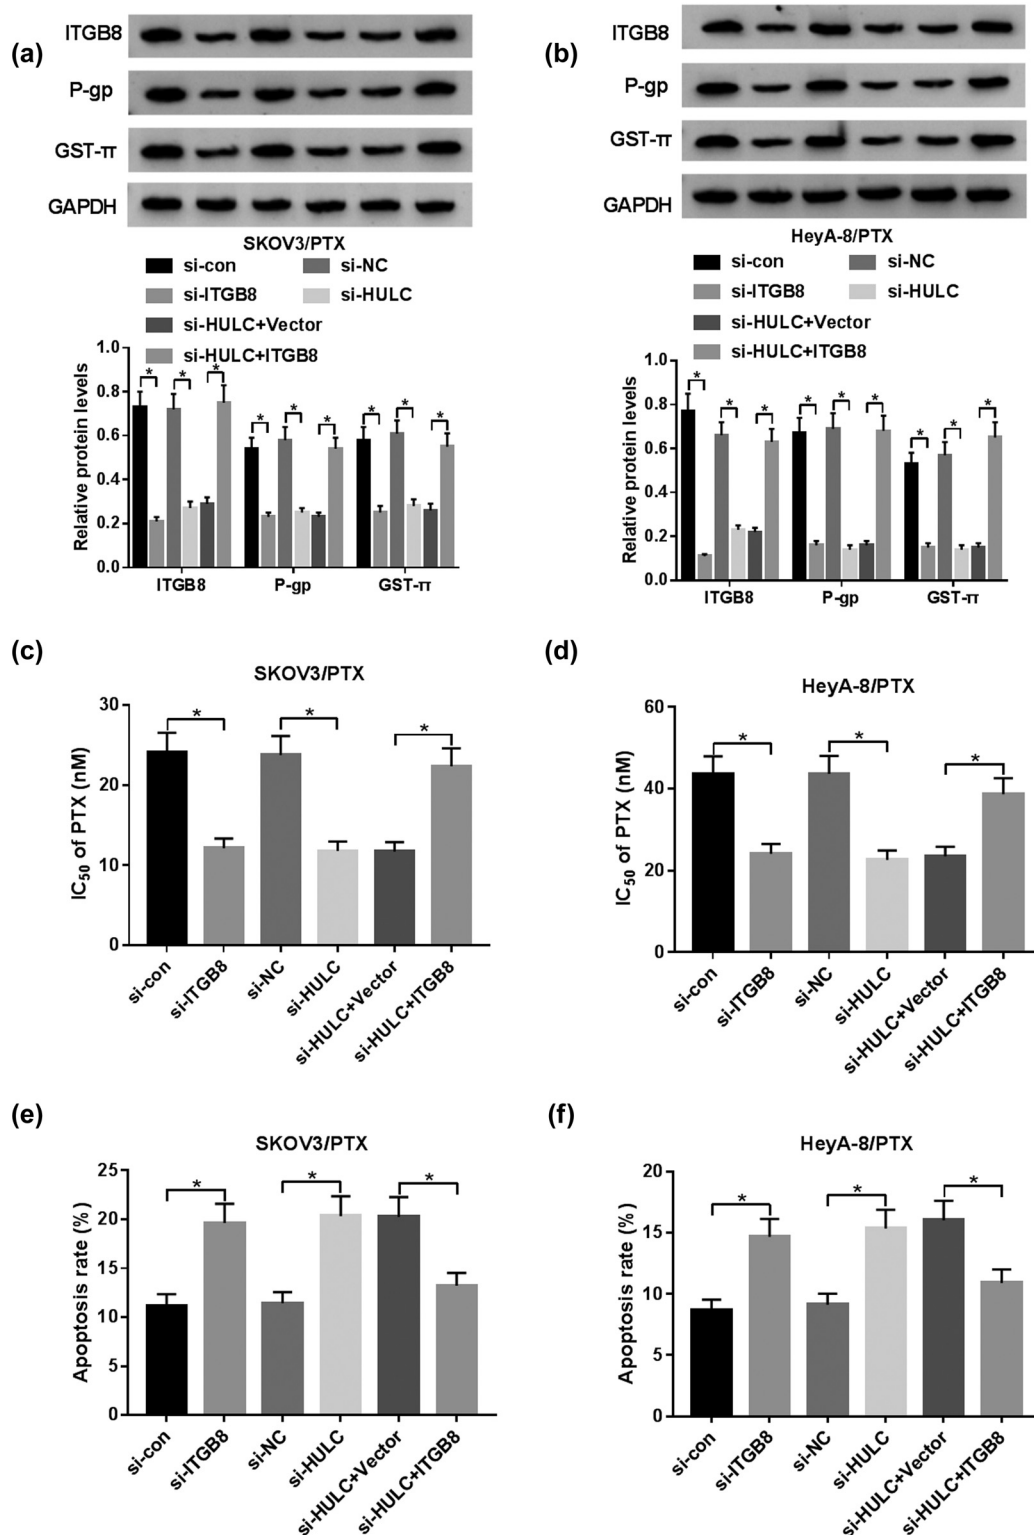 (a)
ITGB8
P-gp
GST-π
GAPDH
SKOV3/PTX
si-con
si-NC
si-ITGB8
si-HULC
si-HULC+Vector
si-HULC+ITGB8
Relative protein levels
1.0
0.8
0.6
0.4
0.2
0.0
* * *
* * *
* * *
ITGB8 P-gp GST-π
(b)
ITGB8
P-gp
GST-π
GAPDH
HeyA-8/PTX
si-con
si-NC
si-ITGB8
si-HULC
si-HULC+Vector
si-HULC+ITGB8
Relative protein levels
1.0
0.8
0.6
0.4
0.2
0.0
* * *
* * *
* * *
ITGB8 P-gp GST-π
(c)
SKOV3/PTX
IC50 of PTX (nM)
30
20
10
0
* * *
si-con
si-ITGB8
si-NC
si-HULC
si-HULC+Vector
si-HULC+ITGB8
(d)
HeyA-8/PTX
IC50 of PTX (nM)
60
40
20
0
* * *
si-con
si-ITGB8
si-NC
si-HULC
si-HULC+Vector
si-HULC+ITGB8
(e)
SKOV3/PTX
Apoptosis rate (%)
25
20
15
10
5
0
* * *
si-con
si-ITGB8
si-NC
si-HULC
si-HULC+Vector
si-HULC+ITGB8
(f)
HeyA-8/PTX
Apoptosis rate (%)
20
15
10
5
0
* * *
si-con
si-ITGB8
si-NC
si-HULC
si-HULC+Vector
si-HULC+ITGB8